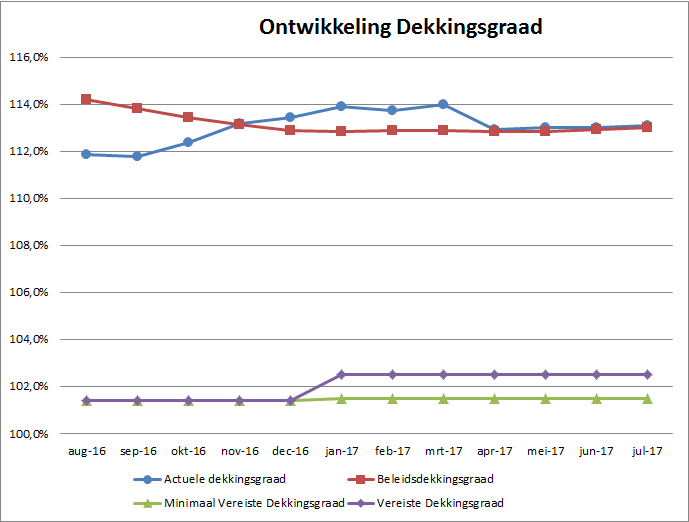 Ontwikkeling Dekkingsgraad
116,0%
114,0%
112,0%
110,0%
108,0%
106,0%
104,0%
102,0%
100,0%
aug-16 sep-16 okt-16 nov-16 dec-16 jan-17 feb-17 mrt-17 apr-17 mei-17 jun-17 jul-17
Actuele dekkingsgraad Beleidsdekkingsgraad
Minimaal Vereiste Dekkingsgraad Vereiste Dekkingsgraad